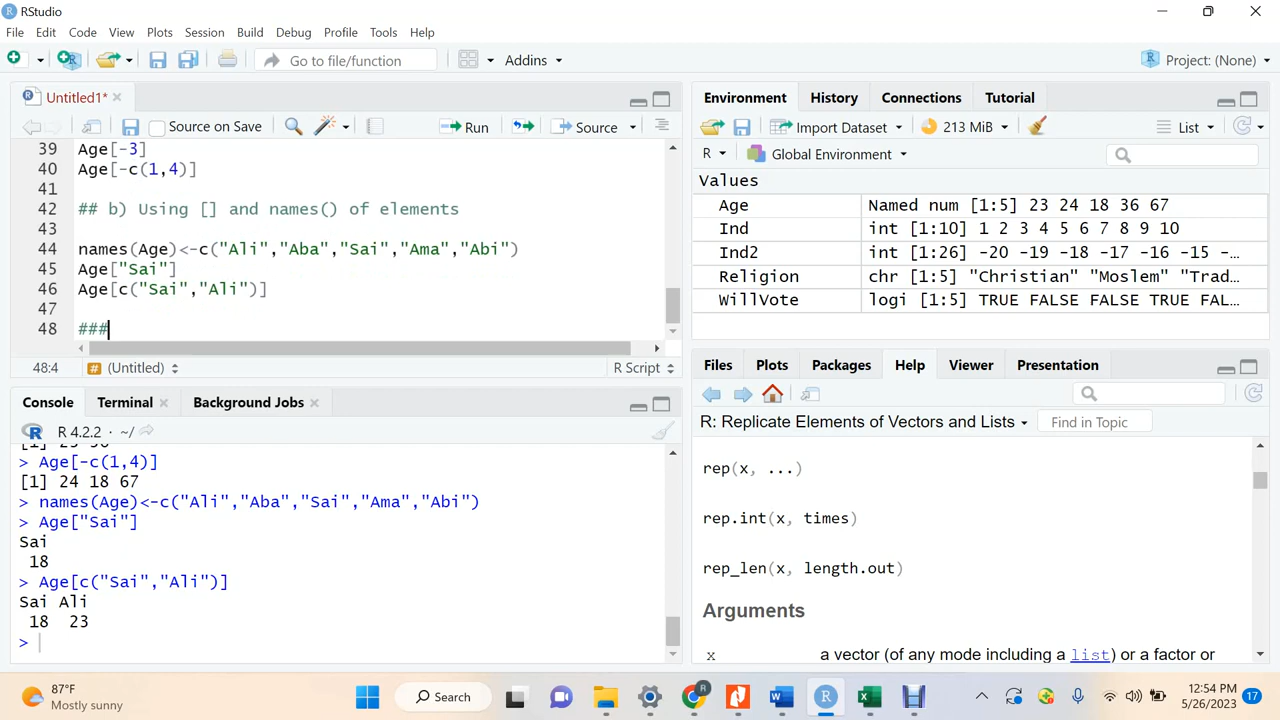 RStudio
File Edit Code View Plots Session Build Debug Profile Tools Help
Go to file/function Addins Project: (None)
Untitled1*
Source on Save Run Source
39 Age[-3]
40 Age[-c(1,4)]
41
42 ## b) Using [] and names() of elements
43
44 names(Age)<-c("Ali","Aba","Sai","Ama","Abi")
45 Age["Sai"]
46 Age[c("Sai","Ali")]
47
48 ###
48:4 (Untitled) R Script
Console Terminal Background Jobs
R 4.2.2 · ~/
> Age[-c(1,4)]
[1] 24 18 67
> names(Age)<-c("Ali","Aba","Sai","Ama","Abi")
> Age["Sai"]
Sai
18
> Age[c("Sai","Ali")]
Sai Ali
18 23
>
Environment History Connections Tutorial
Import Dataset 213 MiB List
R Global Environment
Values
Age Named num [1:5] 23 24 18 36 67
Ind int [1:10] 1 2 3 4 5 6 7 8 9 10
Ind2 int [1:26] -20 -19 -18 -17 -16 -15 -…
Religion chr [1:5] "Christian" "Moslem" "Trad…
WillVote logi [1:5] TRUE FALSE FALSE TRUE FAL…
Files Plots Packages Help Viewer Presentation
R: Replicate Elements of Vectors and Lists Find in Topic
rep(x, ...)
rep.int(x, times)
rep_len(x, length.out)
Arguments
x a vector (of any mode including a list) or a factor or
87°F
Mostly sunny
Search
12:54 PM
5/26/2023
17